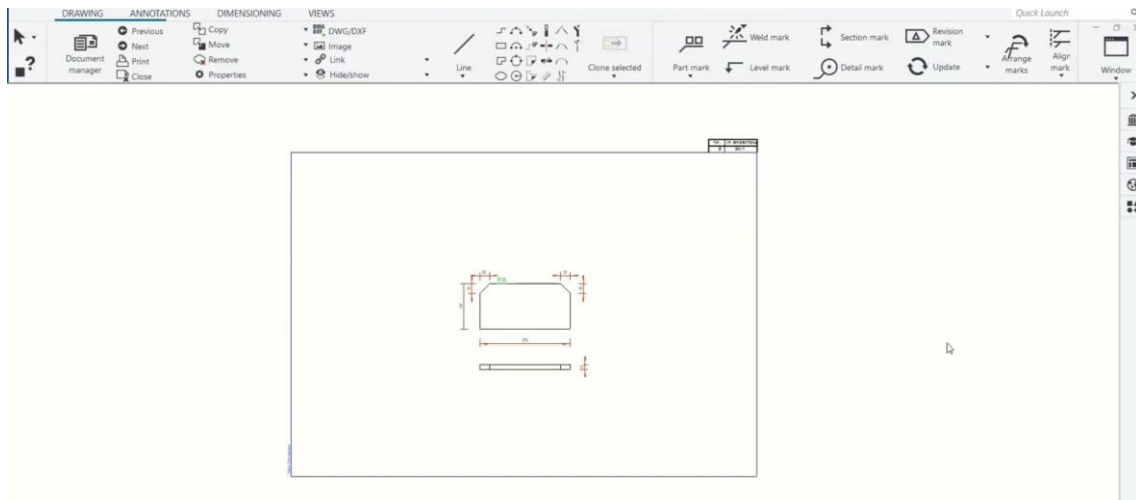 DRAWING ANNOTATIONS DIMENSIONING VIEWS Quick Launch
Previous Copy DWG/DXF Weld mark Section mark Revision mark
Next Move Image
Document manager Print Remove Link Line Clone selected Part mark Level mark Detail mark Update Arrange marks Align mark Window
Close Properties Hide/show